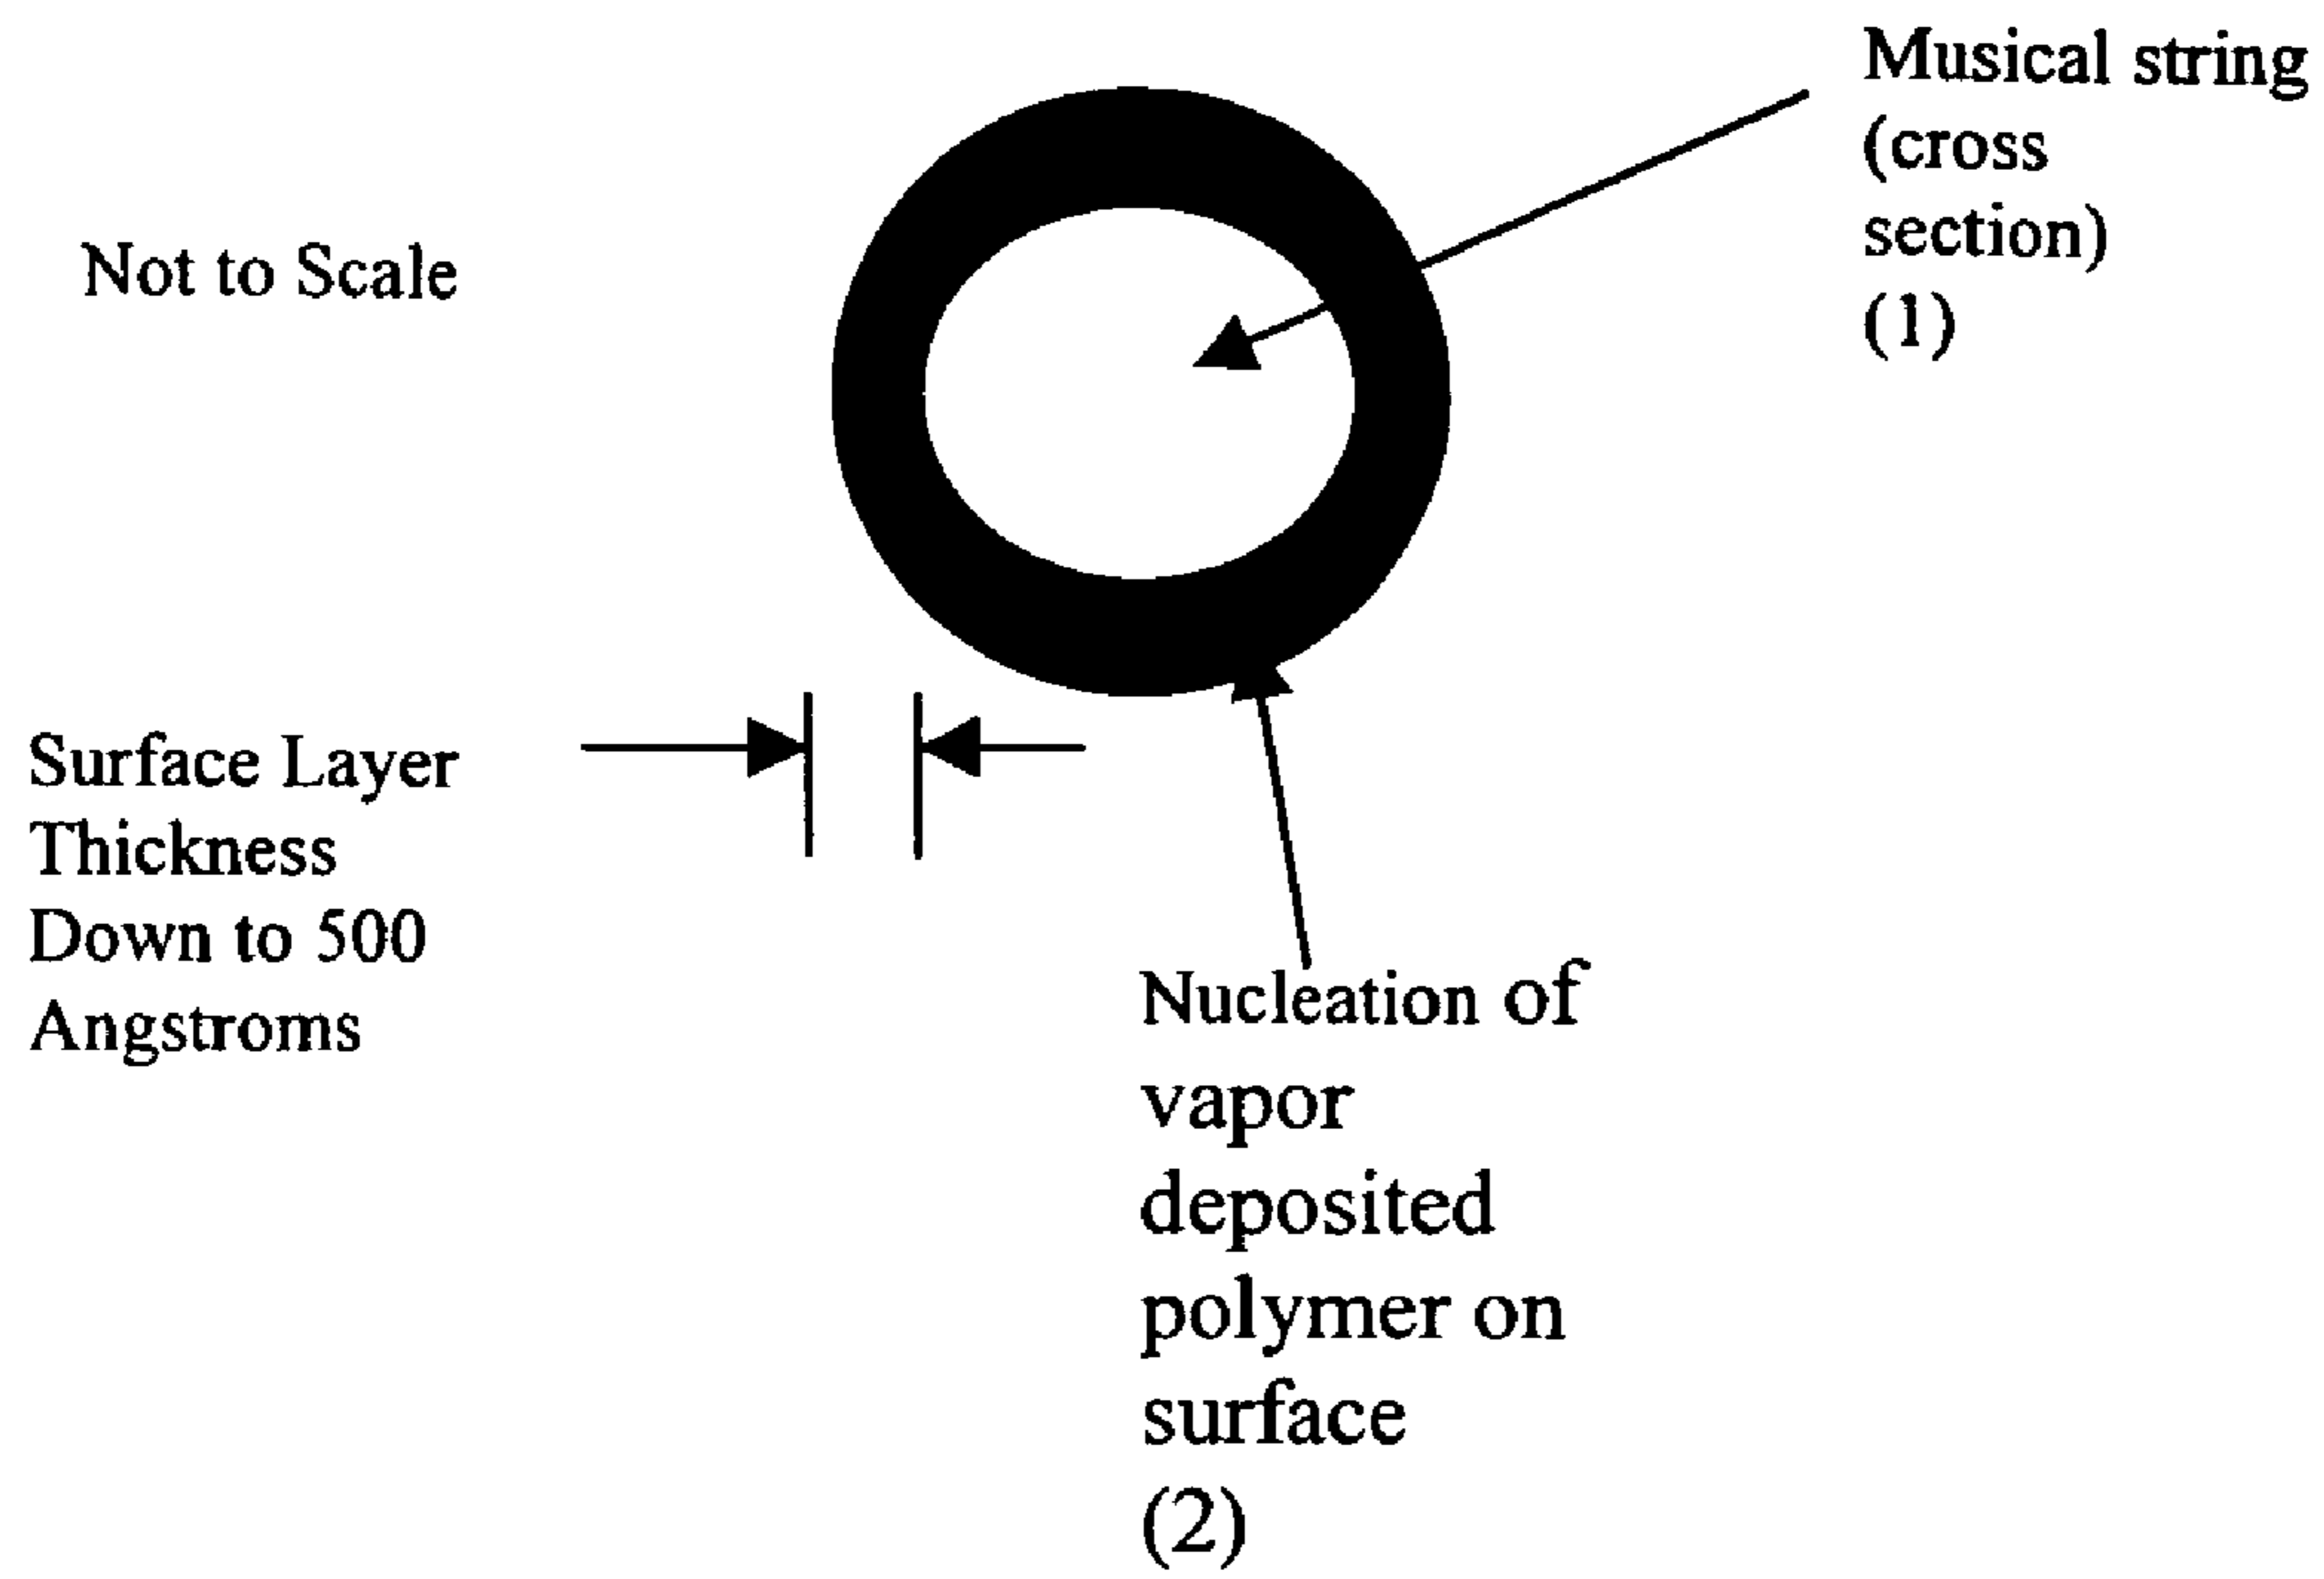 Musical string
(cross
section)
(1)
Not to Scale
Surface Layer
Thickness
Down to 500
Angstroms
Nucleation of
vapor
deposited
polymer on
surface
(2)